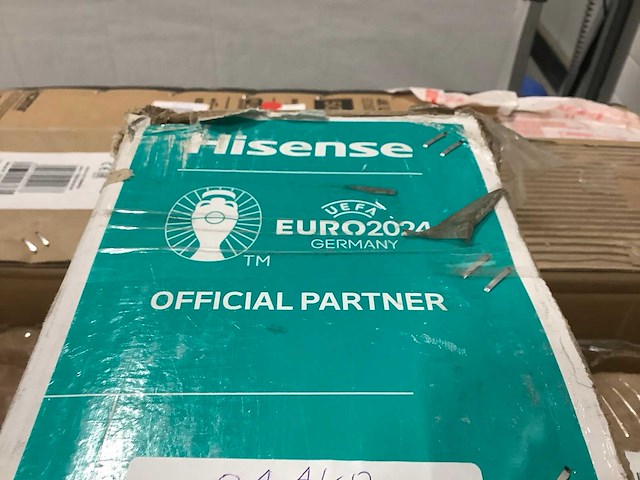 Hisense
UEFA
EURO2024
GERMANY
TM
OFFICIAL PARTNER